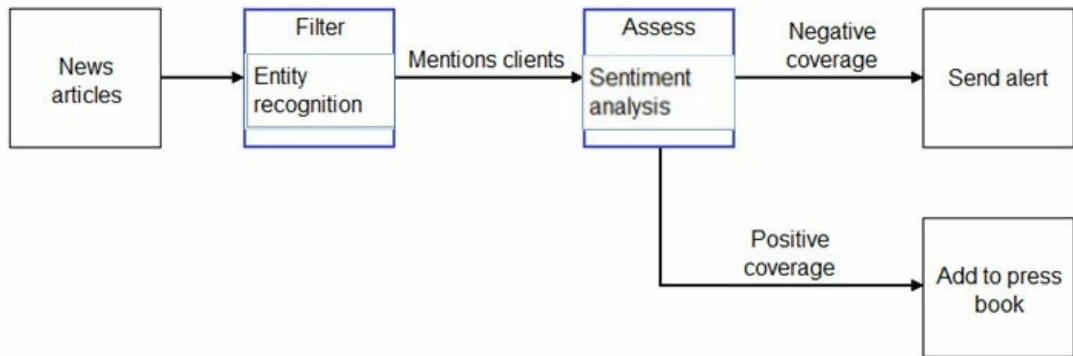 News
articles
Filter
Entity
recognition
Mentions clients
Assess
Sentiment
analysis
Negative
coverage
Send alert
Positive
coverage
Add to press
book